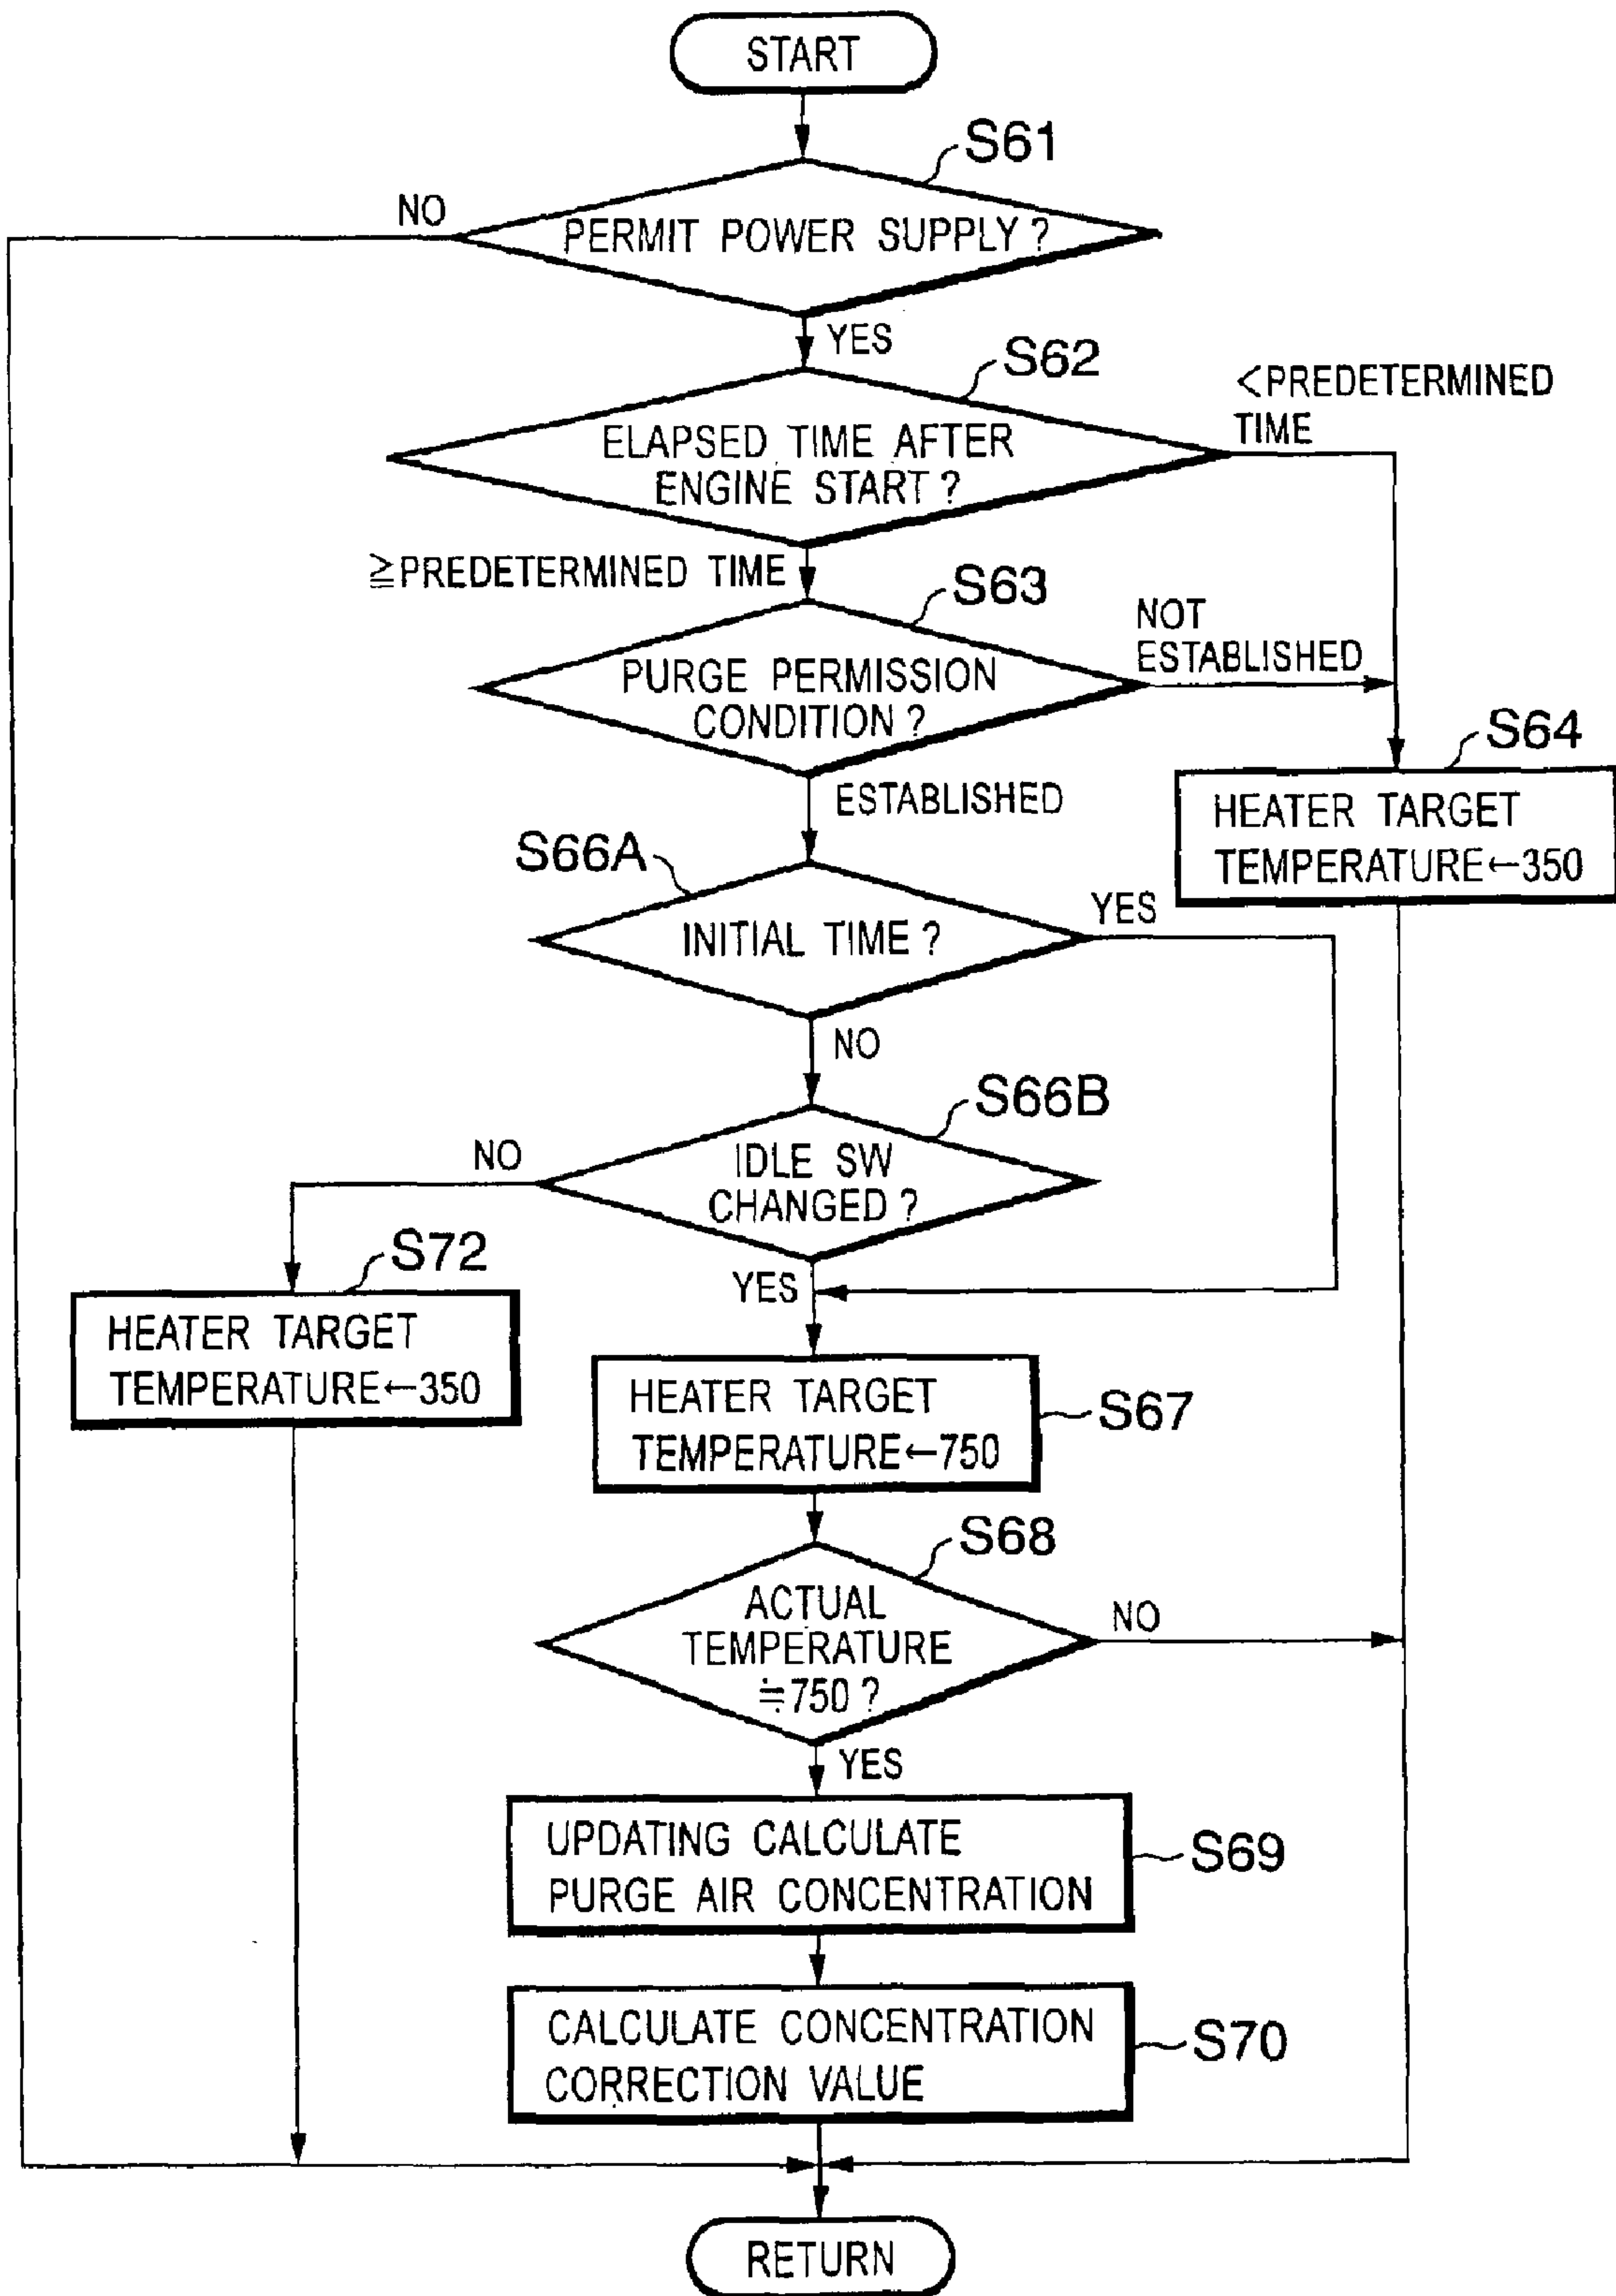 START
S61
NO
PERMIT POWER SUPPLY?
YES
S62
<PREDETERMINED
TIME
ELAPSED TIME AFTER
ENGINE START?
≧PREDETERMINED TIME
S63
NOT
ESTABLISHED
PURGE PERMISSION
CONDITION?
S64
ESTABLISHED
HEATER TARGET
TEMPERATURE←350
S66A
YES
INITIAL TIME?
NO
S66B
NO
IDLE SW
CHANGED?
S72
YES
HEATER TARGET
TEMPERATURE←350
HEATER TARGET
TEMPERATURE←750
S67
S68
ACTUAL
TEMPERATURE
≒750?
NO
YES
UPDATING CALCULATE
PURGE AIR CONCENTRATION
S69
CALCULATE CONCENTRATION
CORRECTION VALUE
S70
RETURN